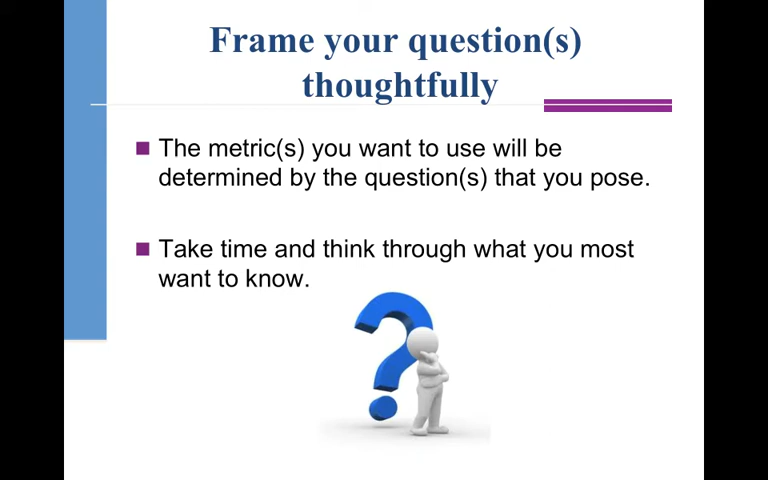 Frame your question(s)
thoughtfully
The metric(s) you want to use will be
determined by the question(s) that you pose.
Take time and think through what you most
want to know.